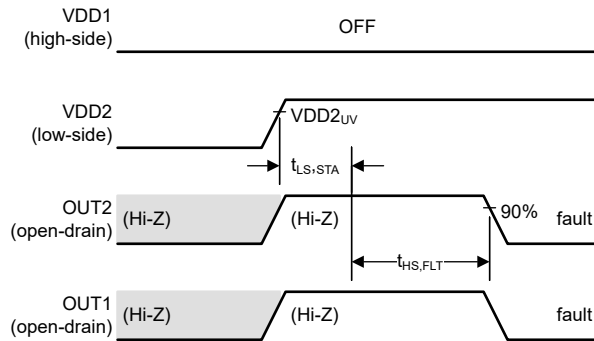 VDD1
(high-side)
OFF
VDD2
(low-side)
VDD2UV
tLS,STA
OUT2
(open-drain)
(Hi-Z)
(Hi-Z)
90%
fault
tHS,FLT
OUT1
(open-drain)
(Hi-Z)
(Hi-Z)
fault